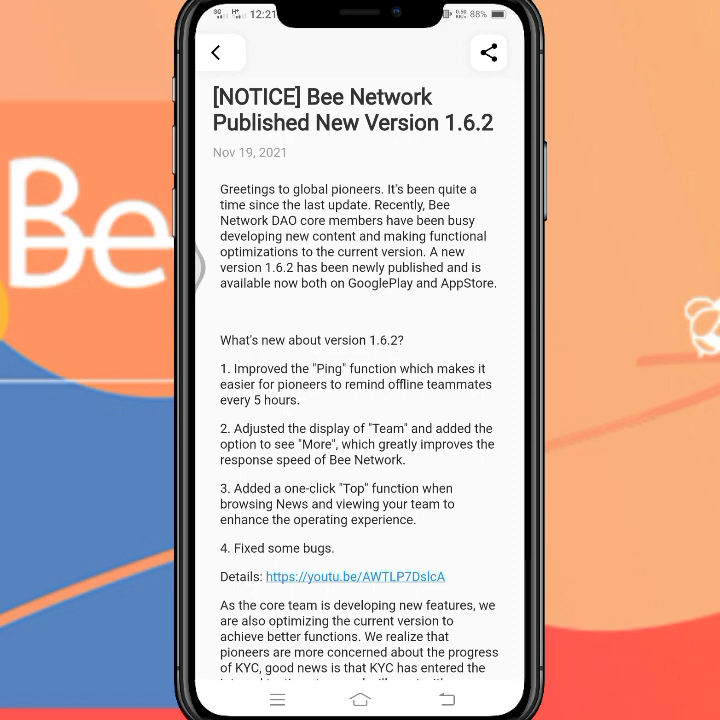 3G H+ 12:21 88%
[NOTICE] Bee Network
Published New Version 1.6.2
Nov 19, 2021
Greetings to global pioneers. It's been quite a
time since the last update. Recently, Bee
Network DAO core members have been busy
developing new content and making functional
optimizations to the current version. A new
version 1.6.2 has been newly published and is
available now both on GooglePlay and AppStore.
What's new about version 1.6.2?
1. Improved the "Ping" function which makes it
easier for pioneers to remind offline teammates
every 5 hours.
2. Adjusted the display of "Team" and added the
option to see "More", which greatly improves the
response speed of Bee Network.
3. Added a one-click "Top" function when
browsing News and viewing your team to
enhance the operating experience.
4. Fixed some bugs.
Details: https://youtu.be/AWTLP7DslcA
As the core team is developing new features, we
are also optimizing the current version to
achieve better functions. We realize that
pioneers are more concerned about the progress
of KYC, good news is that KYC has entered the
Be